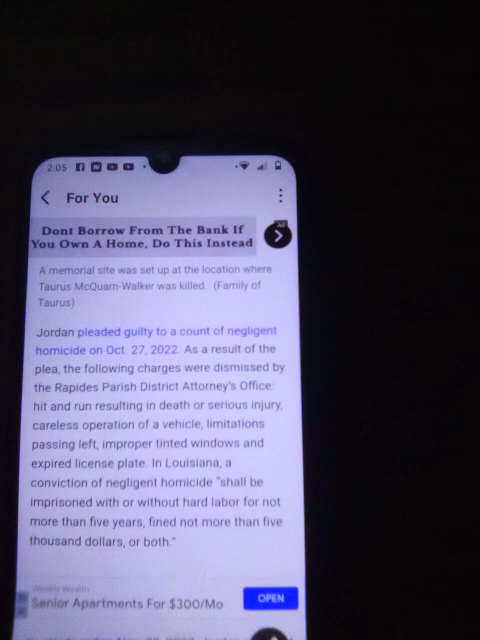 2:05
For You
Dont Borrow From The Bank If
You Own A Home, Do This Instead
Ad
A memorial site was set up at the location where
Taurus McQuarn-Walker was killed. (Family of
Taurus)
Jordan pleaded guilty to a count of negligent
homicide on Oct. 27, 2022. As a result of the
plea, the following charges were dismissed by
the Rapides Parish District Attorney's Office:
hit and run resulting in death or serious injury,
careless operation of a vehicle, limitations
passing left, improper tinted windows and
expired license plate. In Louisiana, a
conviction of negligent homicide "shall be
imprisoned with or without hard labor for not
more than five years, fined not more than five
thousand dollars, or both."
Weekly Wealth
Senior Apartments For $300/Mo
OPEN